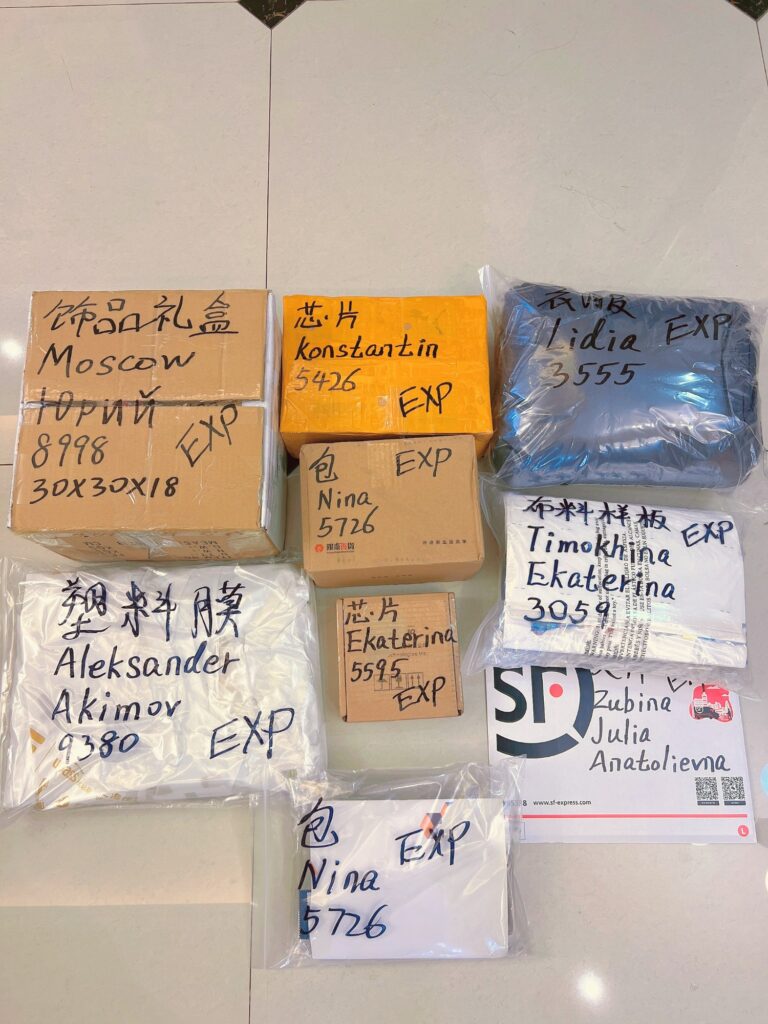 饰品礼盒
Moscow
Юрий
8998
EXP
30X30X18
芯片
Konstantin
5426
EXP
衣服
Lidia EXP
3555
包 EXP
Nina
5726
布料样板 EXP
Timokhina
Ekaterina
3059
塑料膜
Aleksander
Akimov
9380 EXP
芯片
Ekaterina
5595
EXP
SF
Zubina
Julia
Anatolievna
www.sf-express.com
包 EXP
Nina
5726